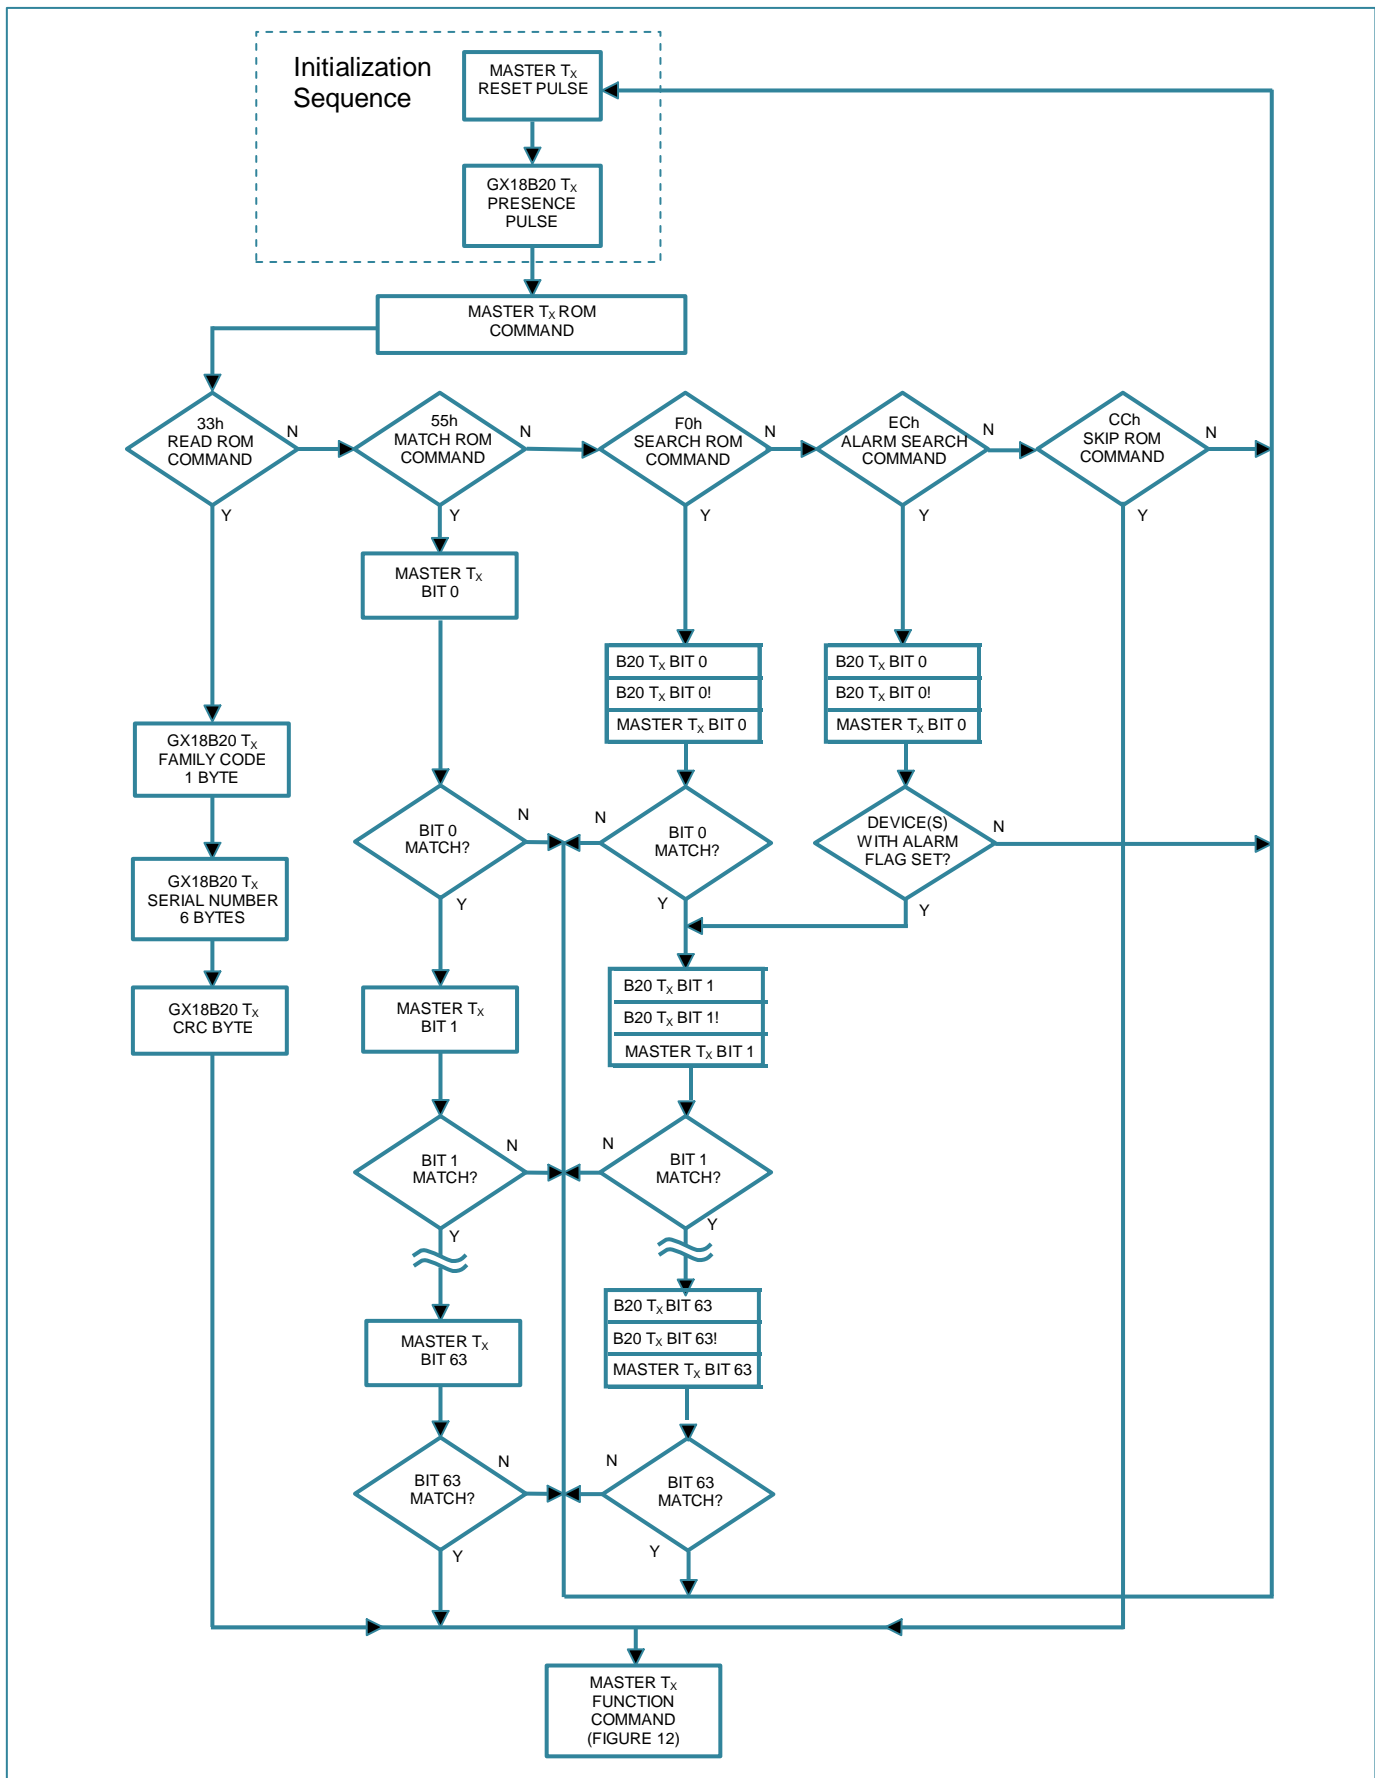 Initialization
Sequence
MASTER TX
RESET PULSE
GX18B20 TX
PRESENCE
PULSE
MASTER TX ROM
COMMAND
33h
READ ROM
COMMAND
N
Y
55h
MATCH ROM
COMMAND
N
Y
F0h
SEARCH ROM
COMMAND
N
Y
ECh
ALARM SEARCH
COMMAND
N
Y
CCh
SKIP ROM
COMMAND
N
Y
MASTER TX
BIT 0
B20 TX BIT 0
B20 TX BIT 0!
MASTER TX BIT 0
B20 TX BIT 0
B20 TX BIT 0!
MASTER TX BIT 0
GX18B20 TX
FAMILY CODE
1 BYTE
BIT 0
MATCH?
N
Y
N
BIT 0
MATCH?
Y
DEVICE(S)
WITH ALARM
FLAG SET?
N
Y
GX18B20 TX
SERIAL NUMBER
6 BYTES
GX18B20 TX
CRC BYTE
MASTER TX
BIT 1
B20 TX BIT 1
B20 TX BIT 1!
MASTER TX BIT 1
BIT 1
MATCH?
N
Y
N
BIT 1
MATCH?
Y
MASTER TX
BIT 63
B20 TX BIT 63
B20 TX BIT 63!
MASTER TX BIT 63
BIT 63
MATCH?
N
Y
N
BIT 63
MATCH?
Y
MASTER TX
FUNCTION
COMMAND
(FIGURE 12)